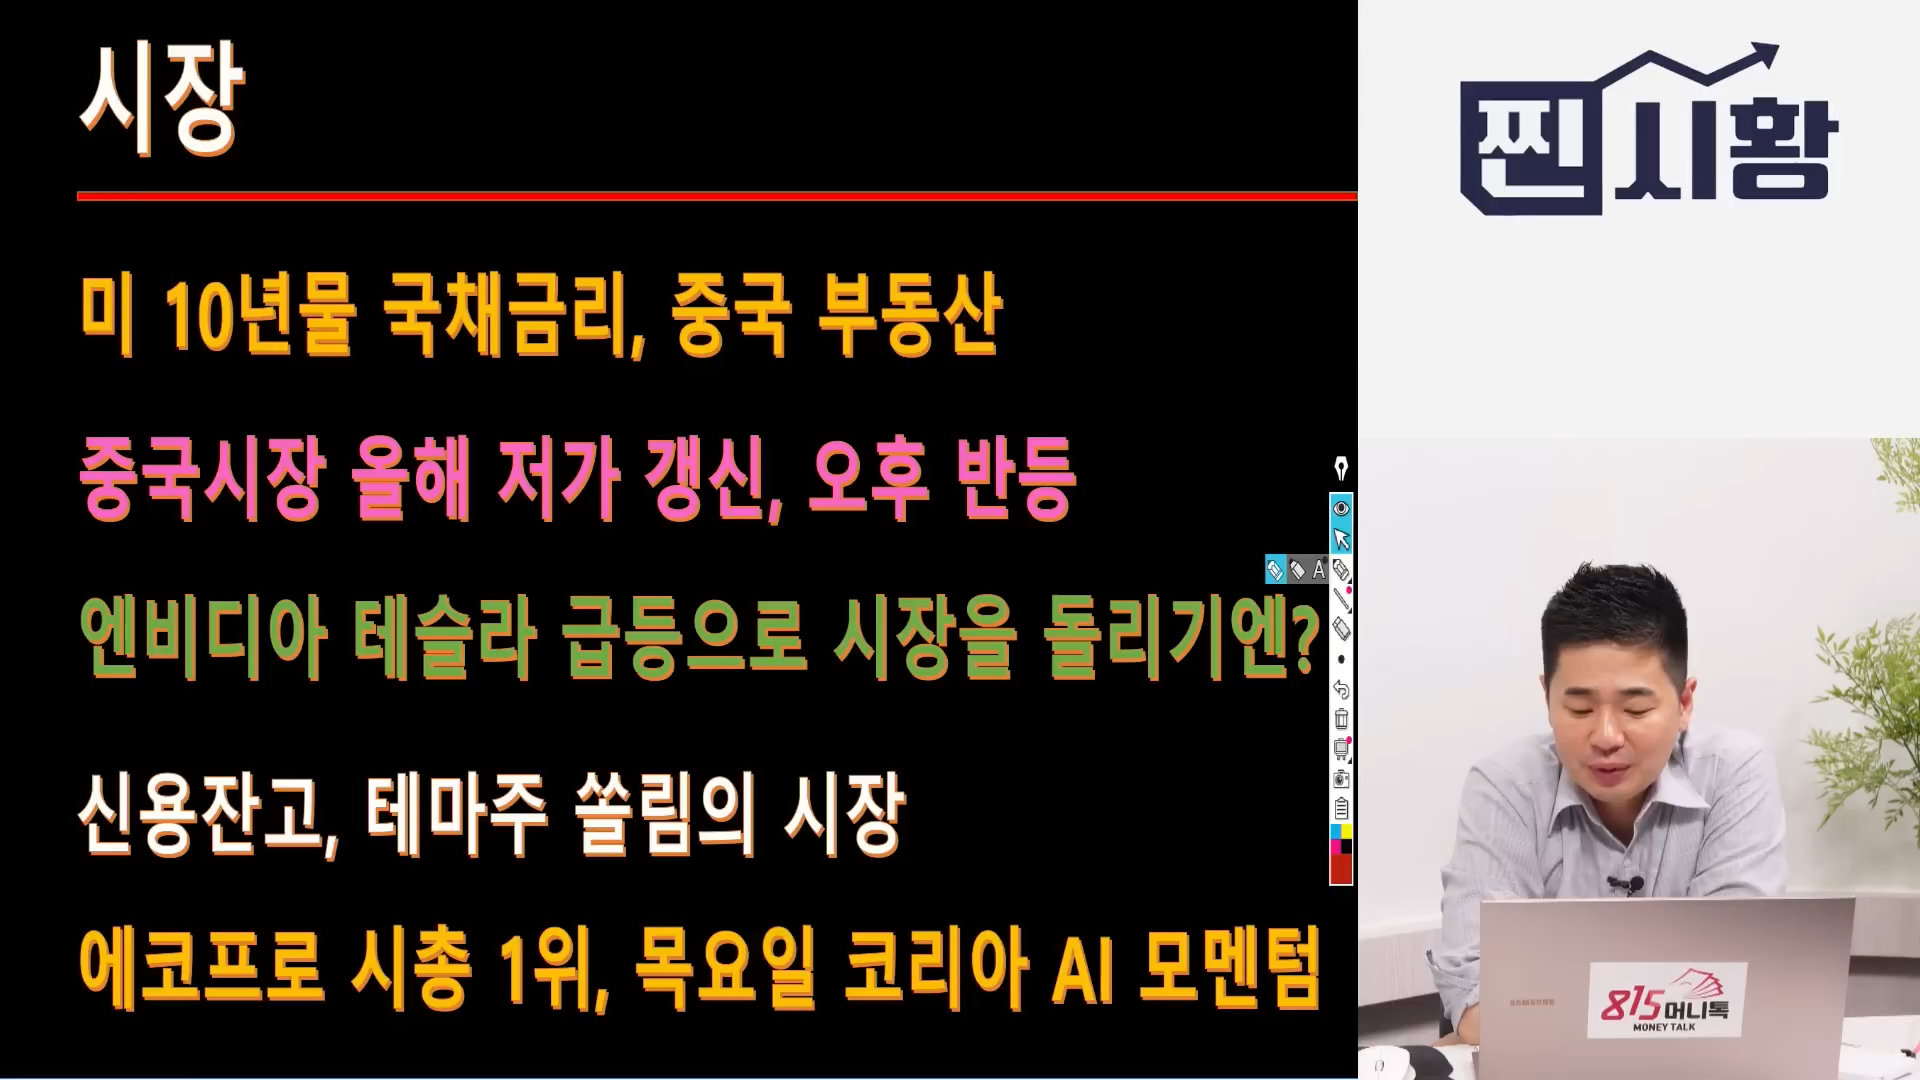 시장
미 10년물 국채금리, 중국 부동산
중국시장 올해 저가 갱신, 오후 반등
엔비디아 테슬라 급등으로 시장을 돌리기엔?
신용잔고, 테마주 쏠림의 시장
에코프로 시총 1위, 목요일 코리아 AI 모멘텀
찐시황
A
SAMSUNG
815머니톡
MONEY TALK